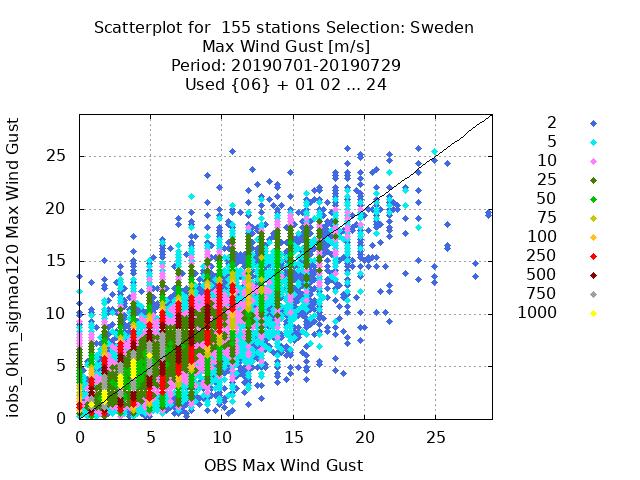 Scatterplot for  155 stations Selection: Sweden
Max Wind Gust [m/s]
Period: 20190701-20190729
Used {06} + 01 02 ... 24
iobs_0km_sigmao120 Max Wind Gust
25
20
15
10
5
0
0 5 10 15 20 25
OBS Max Wind Gust
2
5
10
25
50
75
100
250
500
750
1000